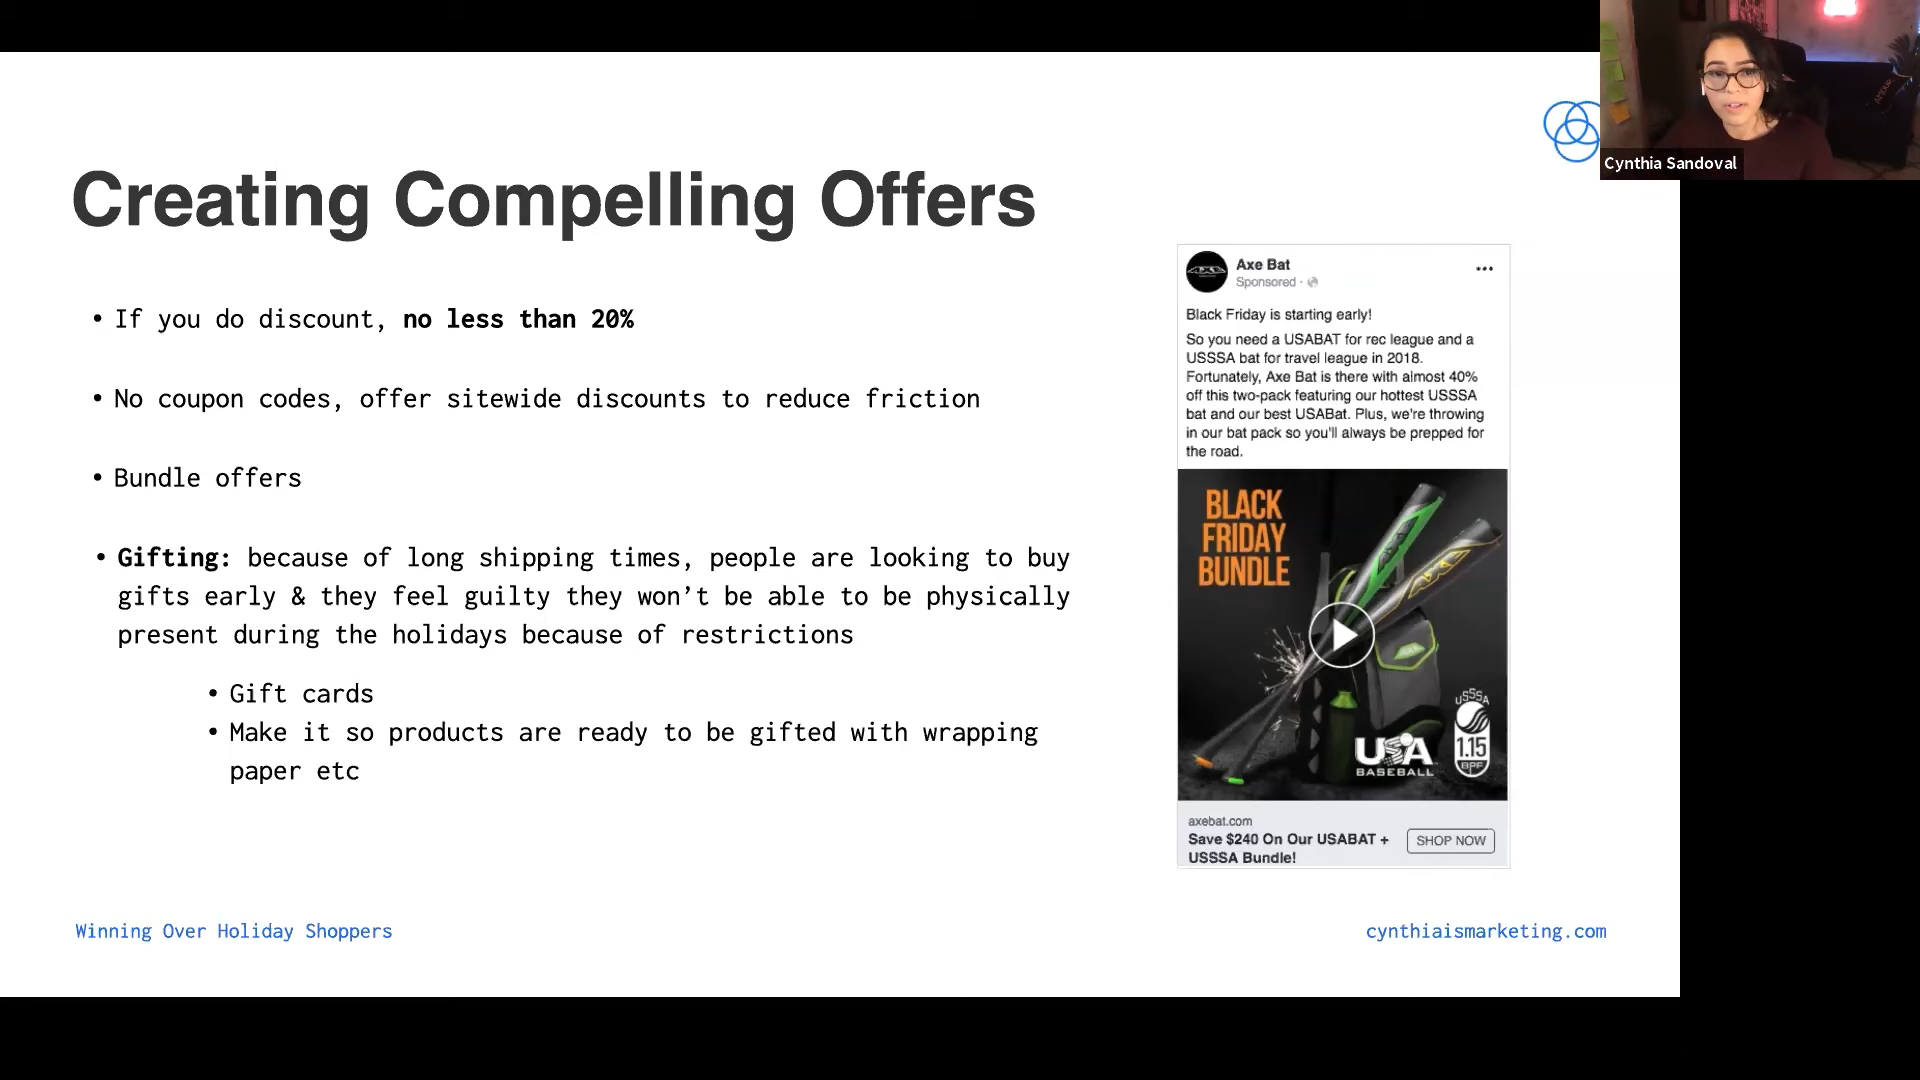 Cynthia Sandoval
Creating Compelling Offers
• If you do discount, no less than 20%
• No coupon codes, offer sitewide discounts to reduce friction
• Bundle offers
• Gifting: because of long shipping times, people are looking to buy
gifts early & they feel guilty they won’t be able to be physically
present during the holidays because of restrictions
• Gift cards
• Make it so products are ready to be gifted with wrapping
paper etc
Axe Bat
Sponsored ·
Black Friday is starting early!
So you need a USABAT for rec league and a
USSSA bat for travel league in 2018.
Fortunately, Axe Bat is there with almost 40%
off this two-pack featuring our hottest USSSA
bat and our best USABat. Plus, we're throwing
in our bat pack so you'll always be prepped for
the road.
BLACK
FRIDAY
BUNDLE
AXE
AXE
USSSA
1.15
BPF
USA
BASEBALL
axebat.com
Save $240 On Our USABAT +
USSSA Bundle!
SHOP NOW
Winning Over Holiday Shoppers
cynthiaismarketing.com